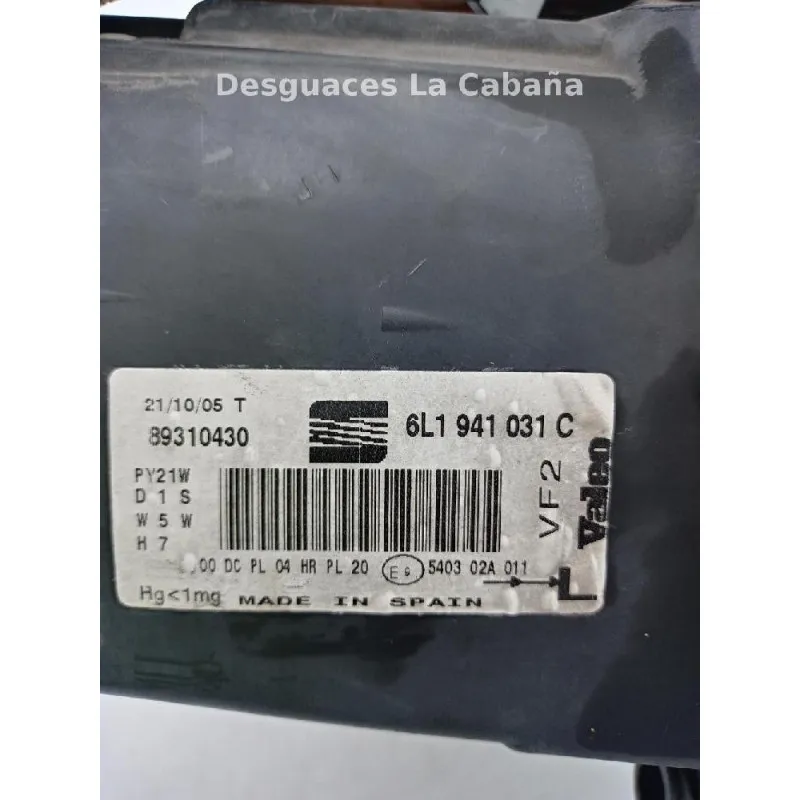 Desguaces La Cabaña
21/10/05 T
89310430
6L1 941 031 C
PY21W
D 1 S
W 5 W
H 7
VF2
Valeo
00 DC PL 04 HR PL 20 E9 5403 02A 011
L
Hg<1mg MADE IN SPAIN